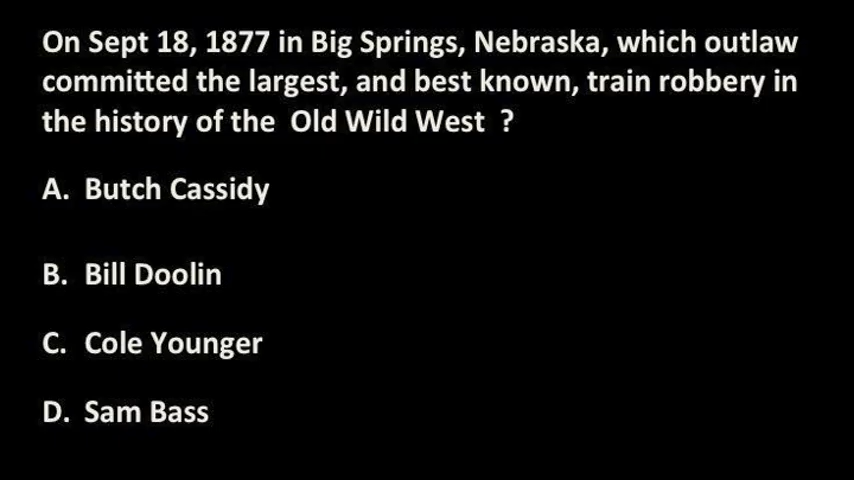 On Sept 18, 1877 in Big Springs, Nebraska, which outlaw
committed the largest, and best known, train robbery in
the history of the  Old Wild West  ?
A.  Butch Cassidy
B.  Bill Doolin
C.  Cole Younger
D.  Sam Bass